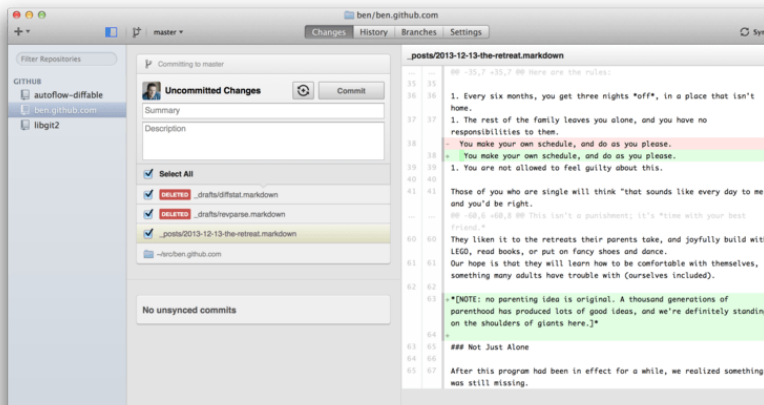 ben/ben.github.com
master
Changes
History
Branches
Settings
Filter Repositories
GITHUB
autoflow-diffable
ben.github.com
libgit2
Committing to master
Uncommitted Changes
Commit
Summary
Description
Select All
DELETED _drafts/diffstat.markdown
DELETED _drafts/revparse.markdown
_posts/2013-12-13-the-retreat.markdown
~/src/ben.github.com
No unsynced commits
_posts/2013-12-13-the-retreat.markdown
... ... @@ -35,7 +35,7 @@ Here are the rules:
35 35
36 36 1. Every six months, you get three nights *off*, in a place that isn't
home.
37 37 1. The rest of the family leaves you alone, and you have no
responsibilities to them.
38 - You make your own schedule, and do as you please.
38 + You make your own schedule, and do as you please.
39 39 1. You are not allowed to feel guilty about this.
40 40
41 41 Those of you who are single will think "that sounds like every day to me
and you'd be right.
... ... @@ -60,6 +60,8 @@ This isn't a punishment; it's *time with your best
friend.*
60 60 They liken it to the retreats their parents take, and joyfully build wit
LEGO, read books, or put on fancy shoes and dance.
61 61 Our hope is that they will learn how to be comfortable with themselves,
something many adults have trouble with (ourselves included).
62 62
63 +*[NOTE: no parenting idea is original. A thousand generations of
parenthood has produced lots of good ideas, and we're definitely standin
on the shoulders of giants here.]*
64 +
63 65 ### Not Just Alone
64 66
65 67 After this program had been in effect for a while, we realized something
was still missing.